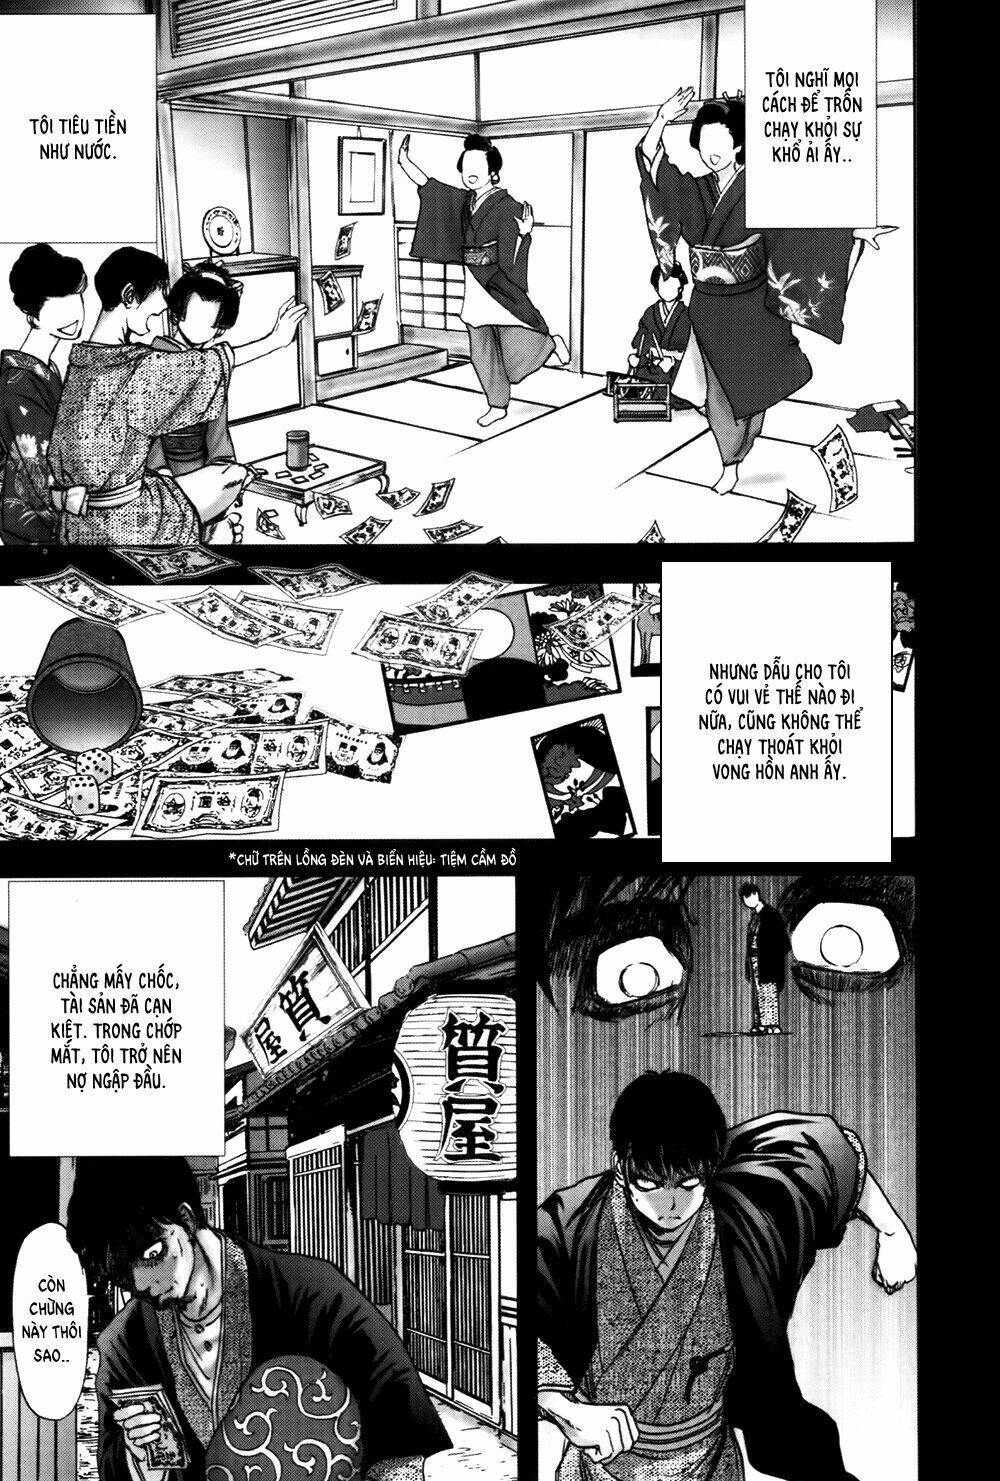 TÔI NGHĨ MỌI
CÁCH ĐỂ TRỐN
CHẠY KHỎI SỰ
KHỔ ẢI ẤY..
TÔI TIÊU TIỀN
NHƯ NƯỚC.
NHƯNG DẪU CHO TÔI
CÓ VUI VẺ THẾ NÀO ĐI
NỮA, CŨNG KHÔNG THỂ
CHẠY THOÁT KHỎI
VONG HỒN ANH ẤY.
*CHỮ TRÊN LỒNG ĐÈN VÀ BIỂN HIỆU: TIỆM CẦM ĐỒ
CHẲNG MẤY CHỐC,
TÀI SẢN ĐÃ CẠN
KIỆT. TRONG CHỚP
MẮT, TÔI TRỞ NÊN
NỢ NGẬP ĐẦU.
質屋
質屋
CÒN
CHỪNG
NÀY THÔI
SAO..